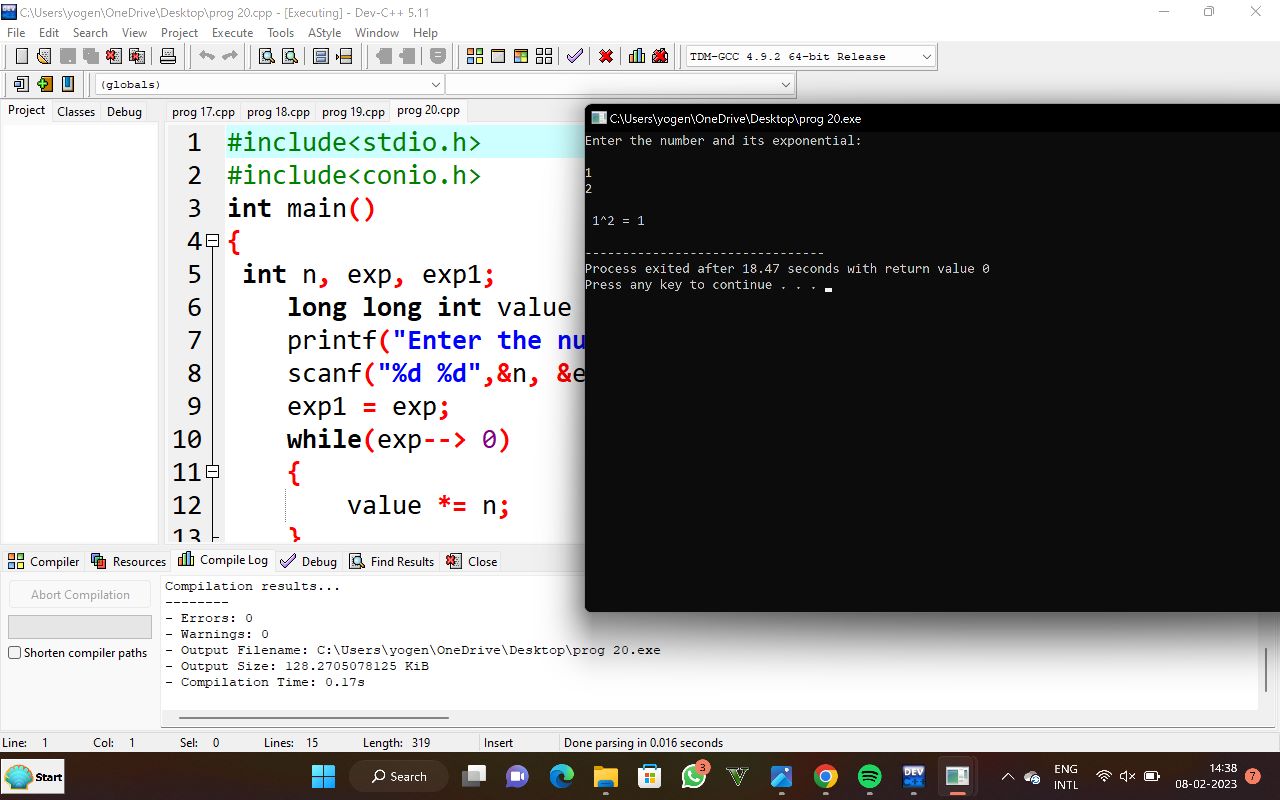 C:\Users\yogen\OneDrive\Desktop\prog 20.cpp - [Executing] - Dev-C++ 5.11
File Edit Search View Project Execute Tools AStyle Window Help
TDM-GCC 4.9.2 64-bit Release
(globals)
Project Classes Debug
prog 17.cpp prog 18.cpp prog 19.cpp prog 20.cpp
1 #include<stdio.h>
2 #include<conio.h>
3 int main()
4 {
5 int n, exp, exp1;
6 long long int value
7 printf("Enter the nu
8 scanf("%d %d",&n, &e
9 exp1 = exp;
10 while(exp--> 0)
11 {
12 value *= n;
13 }
C:\Users\yogen\OneDrive\Desktop\prog 20.exe
Enter the number and its exponential:
1
2
1^2 = 1
--------------------------------
Process exited after 18.47 seconds with return value 0
Press any key to continue . . .
Compiler Resources Compile Log Debug Find Results Close
Abort Compilation
Shorten compiler paths
Compilation results...
--------
- Errors: 0
- Warnings: 0
- Output Filename: C:\Users\yogen\OneDrive\Desktop\prog 20.exe
- Output Size: 128.2705078125 KiB
- Compilation Time: 0.17s
Line: 1 Col: 1 Sel: 0 Lines: 15 Length: 319 Insert Done parsing in 0.016 seconds
Start
Search
3
DEV
ENG
INTL
14:38
08-02-2023
7